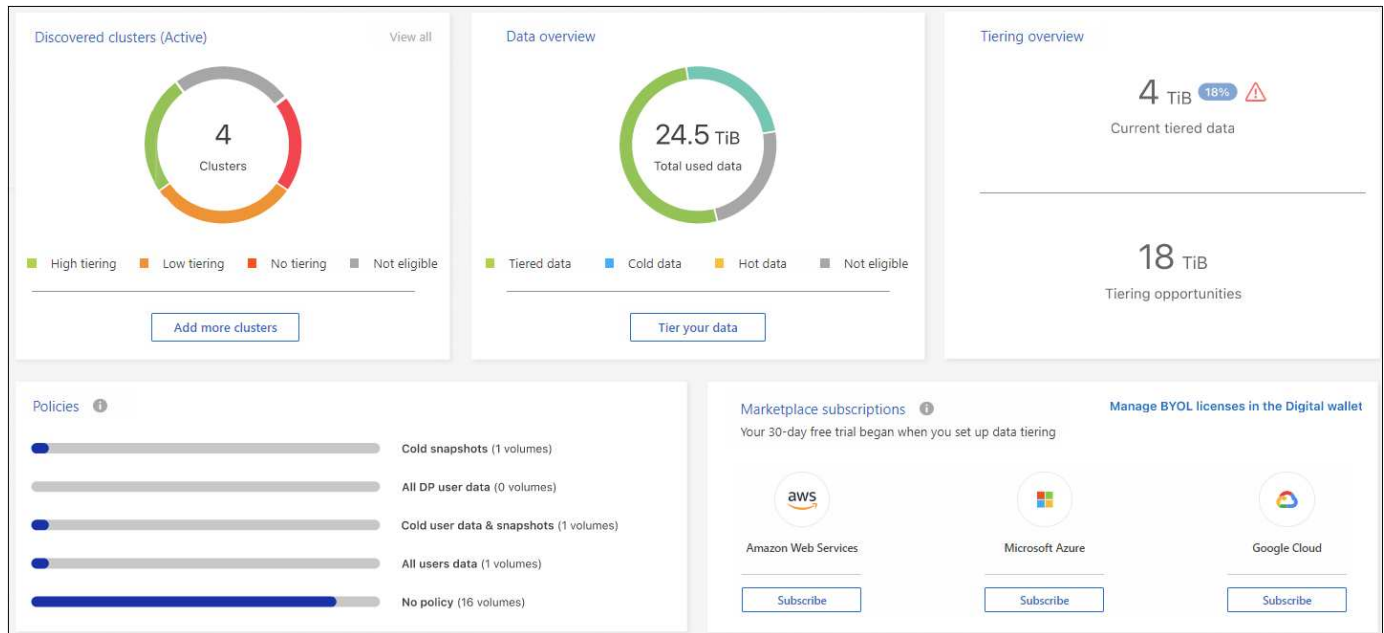 Discovered clusters (Active)
View all
4
Clusters
High tiering
Low tiering
No tiering
Not eligible
Add more clusters
Data overview
24.5 TiB
Total used data
Tiered data
Cold data
Hot data
Not eligible
Tier your data
Tiering overview
4 TiB 18%
Current tiered data
18 TiB
Tiering opportunities
Policies
Cold snapshots (1 volumes)
All DP user data (0 volumes)
Cold user data & snapshots (1 volumes)
All users data (1 volumes)
No policy (16 volumes)
Marketplace subscriptions
Manage BYOL licenses in the Digital wallet
Your 30-day free trial began when you set up data tiering
aws
Amazon Web Services
Subscribe
Microsoft Azure
Subscribe
Google Cloud
Subscribe